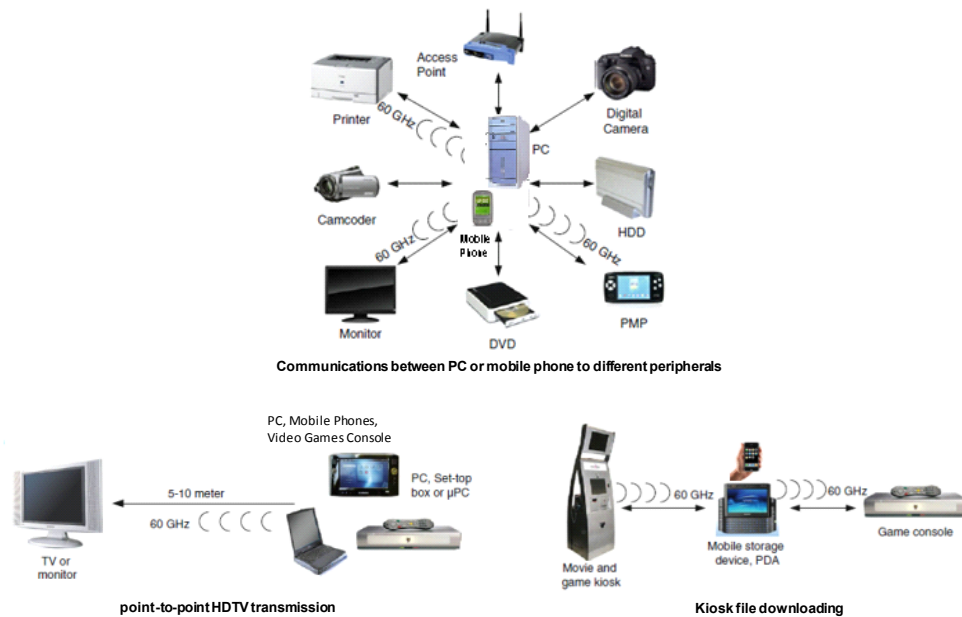 Access
Point
Printer
60 GHz
Digital
Camera
PC
Camcoder
HDD
Mobile
Phone
60 GHz
60 GHz
Monitor
DVD
PMP
Communications between PC or mobile phone to different peripherals
PC, Mobile Phones,
Video Games Console
PC, Set-top
box or µPC
5-10 meter
60 GHz
TV or
monitor
point-to-point HDTV transmission
60 GHz
60 GHz
Game console
Mobile storage
device, PDA
Movie and
game kiosk
Kiosk file downloading